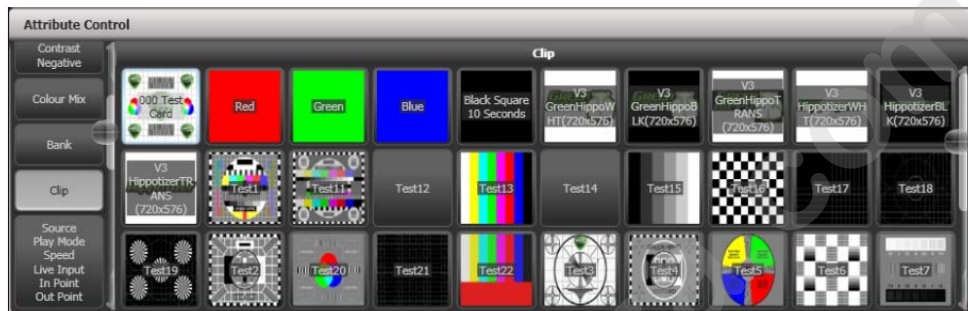 Attribute Control
Contrast
Negative
Colour Mix
Bank
Clip
Source
Play Mode
Speed
Live Input
In Point
Out Point
Clip
000 Test
Card
Red
Green
Blue
Black Square
10 Seconds
V3
GreenHippoW
HT(720x576)
V3
GreenHippoB
LK(720x576)
V3
GreenHippoT
RANS
(720x576)
V3
HippotizerWH
T(720x576)
V3
HippotizerBL
K(720x576)
V3
HippotizerTR
ANS
(720x576)
Test1
Test11
Test12
Test13
Test14
Test15
Test16
Test17
Test18
Test19
Test2
Test20
Test21
Test22
Test3
Test4
Test5
Test6
Test7